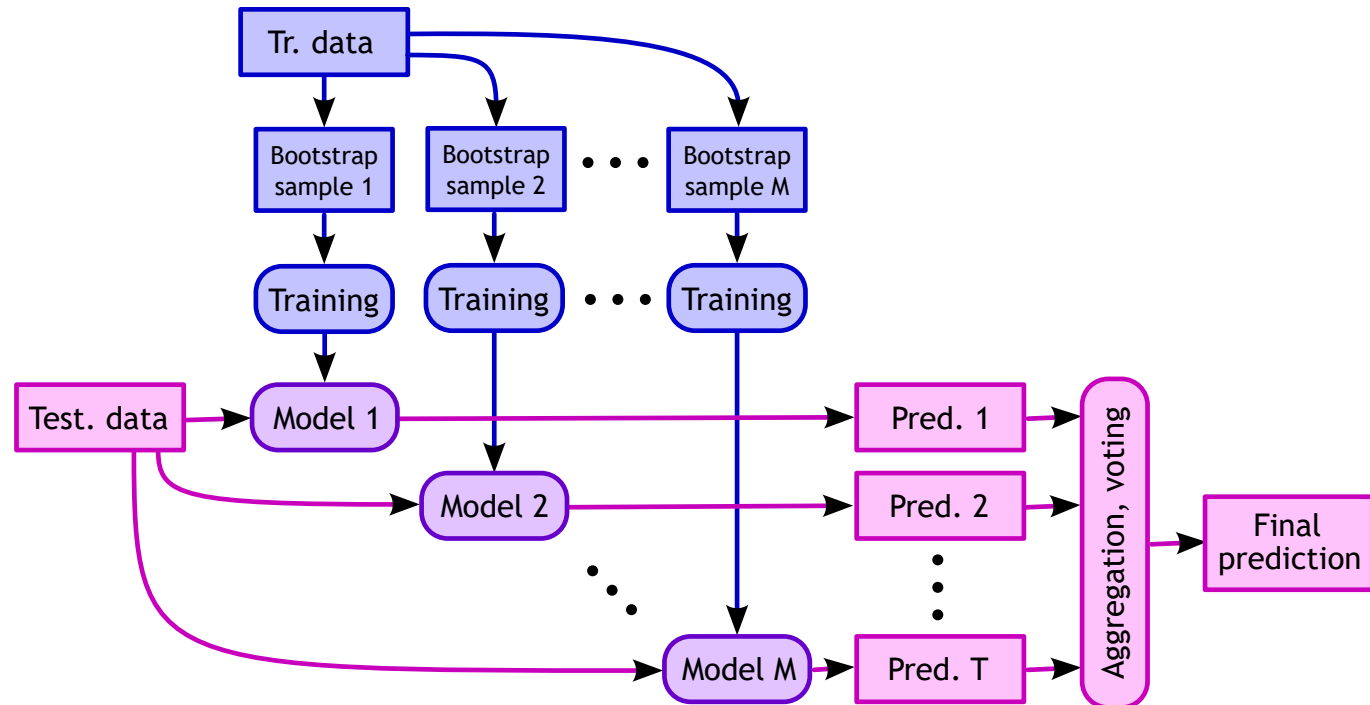 Tr. data
Bootstrap
sample 1
Bootstrap
sample 2
Bootstrap
sample M
Training
Training
Training
Test. data
Model 1
Pred. 1
Model 2
Pred. 2
Model M
Pred. T
Aggregation, voting
Final
prediction